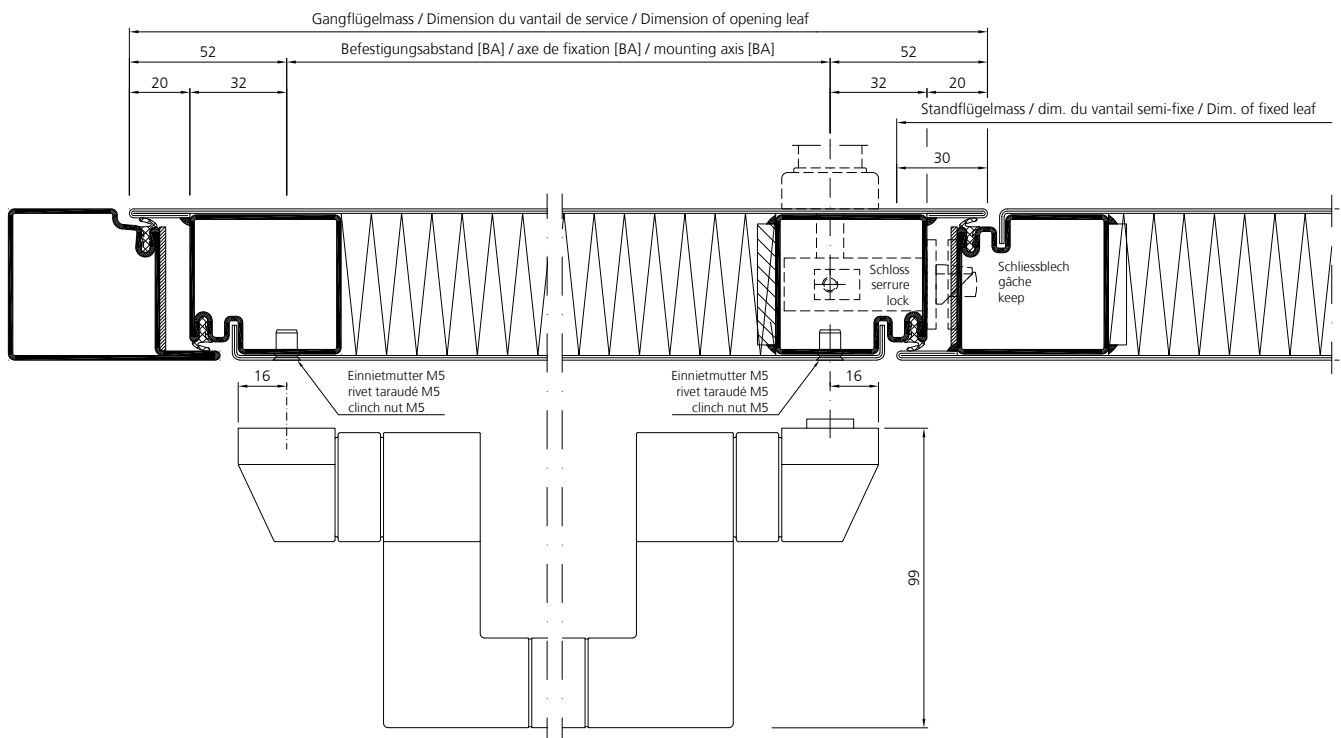 Gangflügelmass / Dimension du vantail de service / Dimension of opening leaf
52
Befestigungsabstand [BA] / axe de fixation [BA] / mounting axis [BA]
52
20
32
32
20
Standflügelmass / dim. du vantail semi-fixe / Dim. of fixed leaf
30
Schloss
serrure
lock
Schliessblech
gâche
keep
16
Einnietmutter M5
rivet taraudé M5
clinch nut M5
Einnietmutter M5
rivet taraudé M5
clinch nut M5
16
99